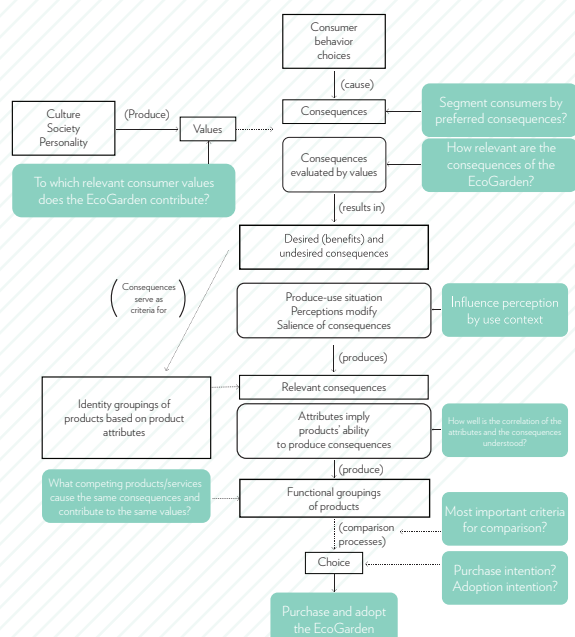 Consumer
behavior
choices
(cause)
Consequences
Segment consumers by
preferred consequences?
Culture
Society
Personality
(Produce)
Values
Consequences
evaluated by values
How relevant are the
consequences of the
EcoGarden?
To which relevant consumer values
does the EcoGarden contribute?
(results in)
Desired (benefits) and
undesired consequences
(Consequences
serve as
criteria for)
Produce-use situation
Perceptions modify
Salience of consequences
Influence perception
by use context
(produces)
Relevant consequences
Identity groupings of
products based on product
attributes
Attributes imply
products' ability
to produce consequences
How well is the correlation of the
attributes and the consequences
understood?
(produce)
What competing products/services
cause the same consequences and
contribute to the same values?
Functional groupings
of products
(comparison
processes)
Most important criteria
for comparison?
Choice
Purchase intention?
Adoption intention?
Purchase and adopt
the EcoGarden